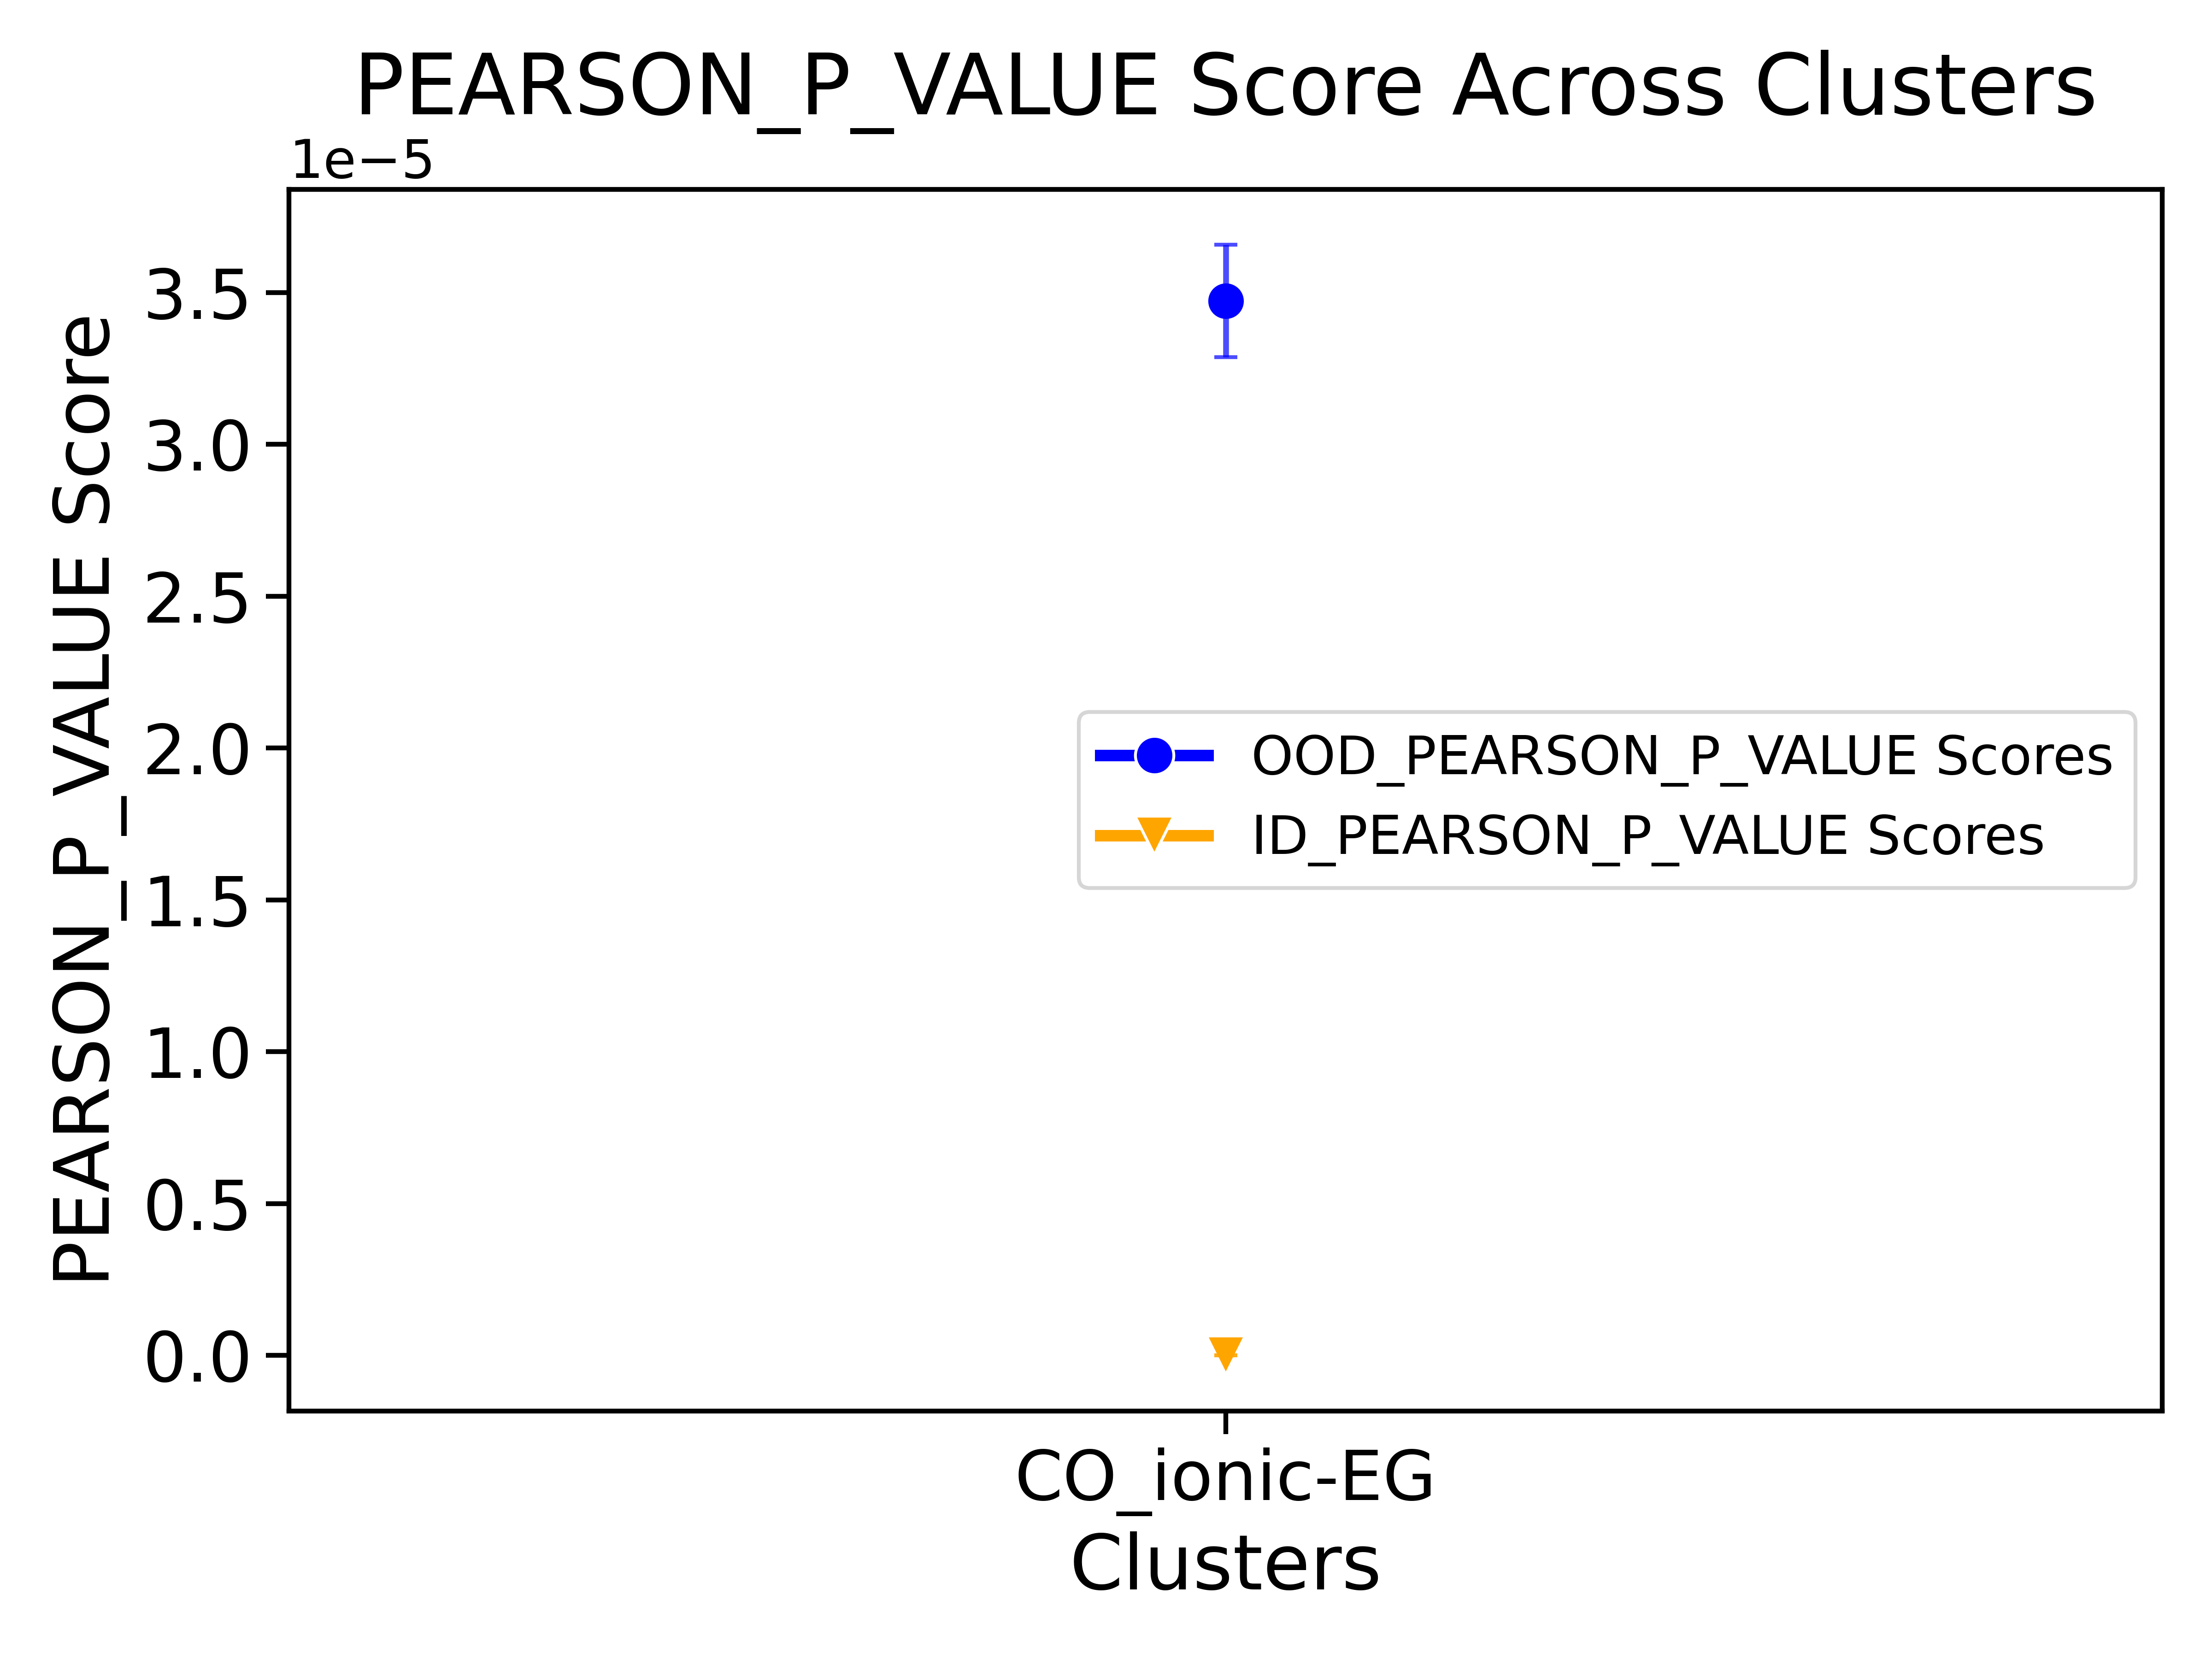 PEARSON_P_VALUE Score Across Clusters
1e−5
PEARSON_P_VALUE Score
3.5
3.0
2.5
2.0
1.5
1.0
0.5
0.0
OOD_PEARSON_P_VALUE Scores
ID_PEARSON_P_VALUE Scores
CO_ionic-EG
Clusters